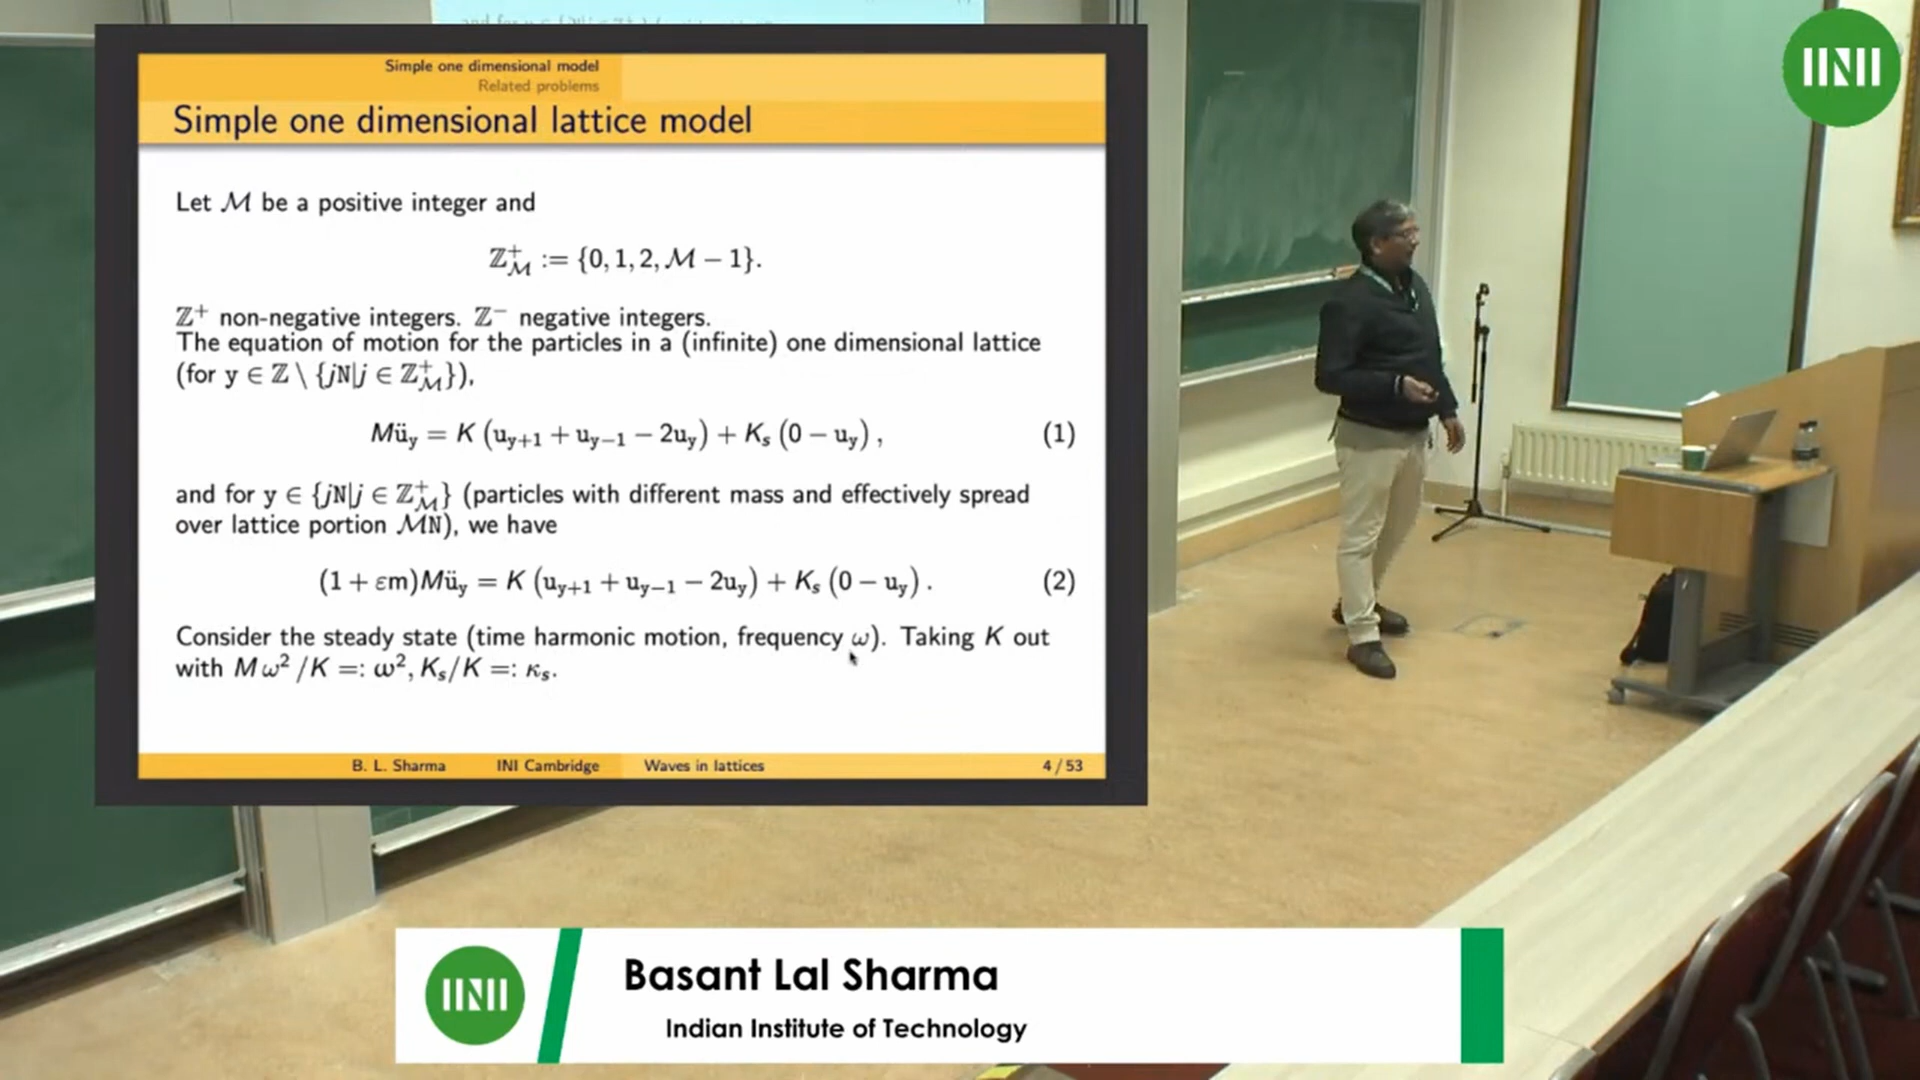 Simple one dimensional model
Related problems
Simple one dimensional lattice model
Let ℳ be a positive integer and
ℤ⁺_ℳ := {0, 1, 2, ℳ − 1}.
ℤ⁺ non-negative integers. ℤ⁻ negative integers.
The equation of motion for the particles in a (infinite) one dimensional lattice
(for y ∈ ℤ \ {jN|j ∈ ℤ⁺_ℳ}),
Mü_y = K (u_{y+1} + u_{y−1} − 2u_y) + K_s (0 − u_y) , (1)
and for y ∈ {jN|j ∈ ℤ⁺_ℳ} (particles with different mass and effectively spread
over lattice portion ℳN), we have
(1 + εm)Mü_y = K (u_{y+1} + u_{y−1} − 2u_y) + K_s (0 − u_y) . (2)
Consider the steady state (time harmonic motion, frequency ω). Taking K out
with Mω²/K =: ω², K_s/K =: κ_s.
B. L. Sharma INI Cambridge Waves in lattices 4 / 53
INI
INI
Basant Lal Sharma
Indian Institute of Technology